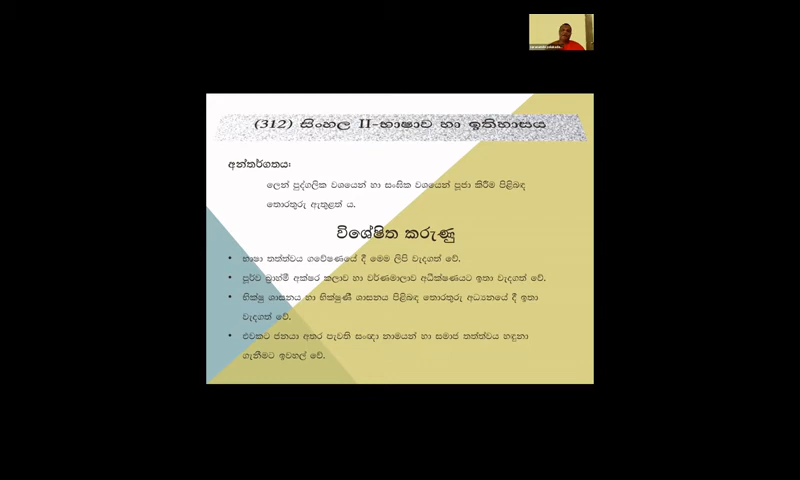 (312) සිංහල II-භාෂාව හා ඉතිහාසය
අන්තර්ගතය:
ලෙන් පුද්ගලික වශයෙන් හා සංඝික වශයෙන් පූජා කිරීම පිළිබඳ
තොරතුරු ඇතුළත් ය.
විශේෂිත කරුණු
• භාෂා තත්ත්වය ගවේෂණයේ දී මෙම ලිපි වැදගත් වේ.
• පූර්ව බ්‍රාහ්මී අක්ෂර කලාව හා වර්ණමාලාව අධීක්ෂණයට ඉතා වැදගත් වේ.
• භික්ෂු ශාසනය හා භික්ෂුණී ශාසනය පිළිබඳ තොරතුරු අධ්‍යනයේ දී ඉතා
වැදගත් වේ.
• එවකට ජනයා අතර පැවති සංඥා නාමයන් හා සමාජ තත්ත්වය හඳුනා
ගැනීමට ඉවහල් වේ.